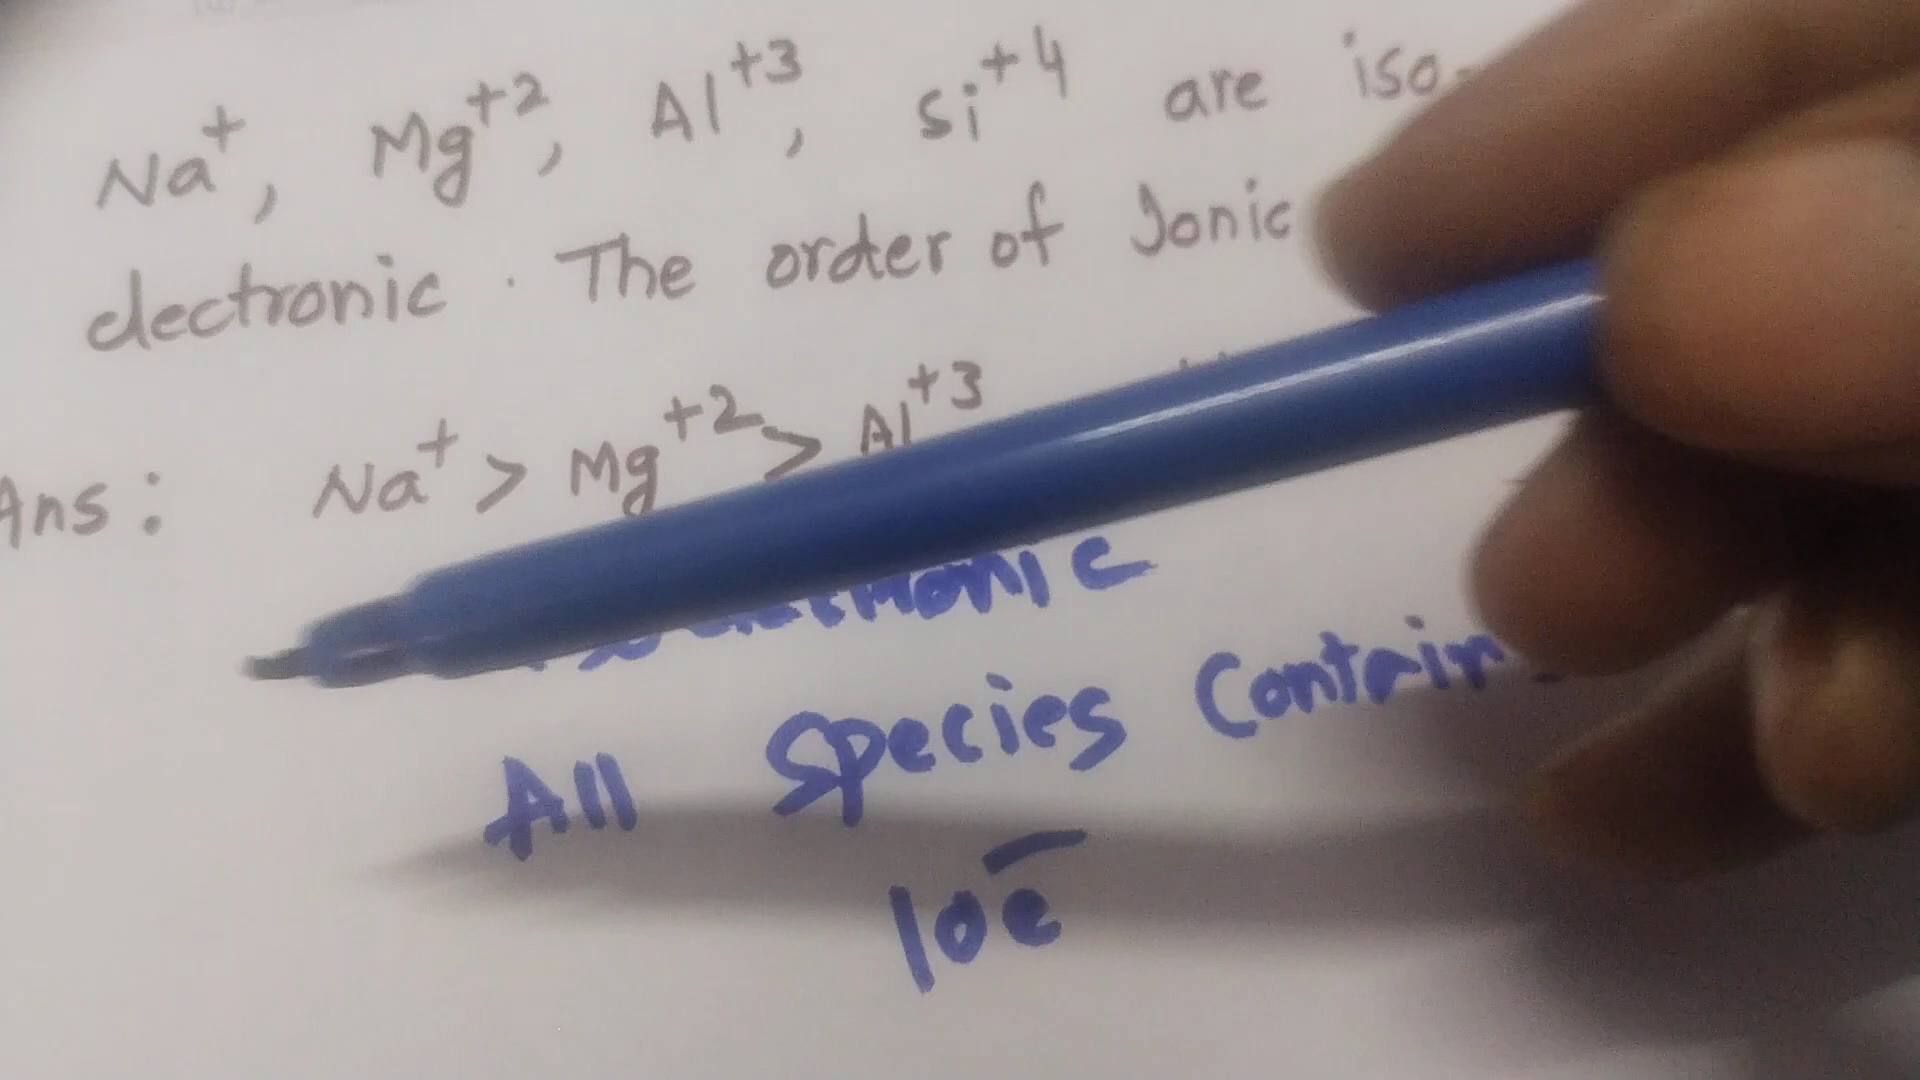 Na⁺, Mg⁺², Al⁺³, Si⁺⁴ are iso-
electronic. The order of Ionic
Ans: Na⁺ > Mg⁺² > Al⁺³
All Species Contain
10e̅